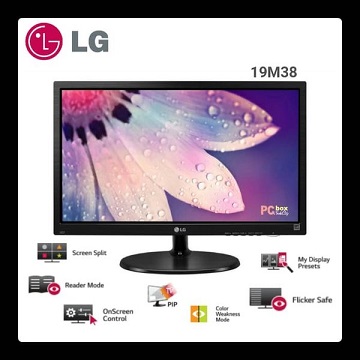 LG
19M38
PC box
SubCity
LG
Screen Split
My Display
Presets
Reader Mode
Flicker Safe
OnScreen
Control
PIP
Color
Weakness
Mode